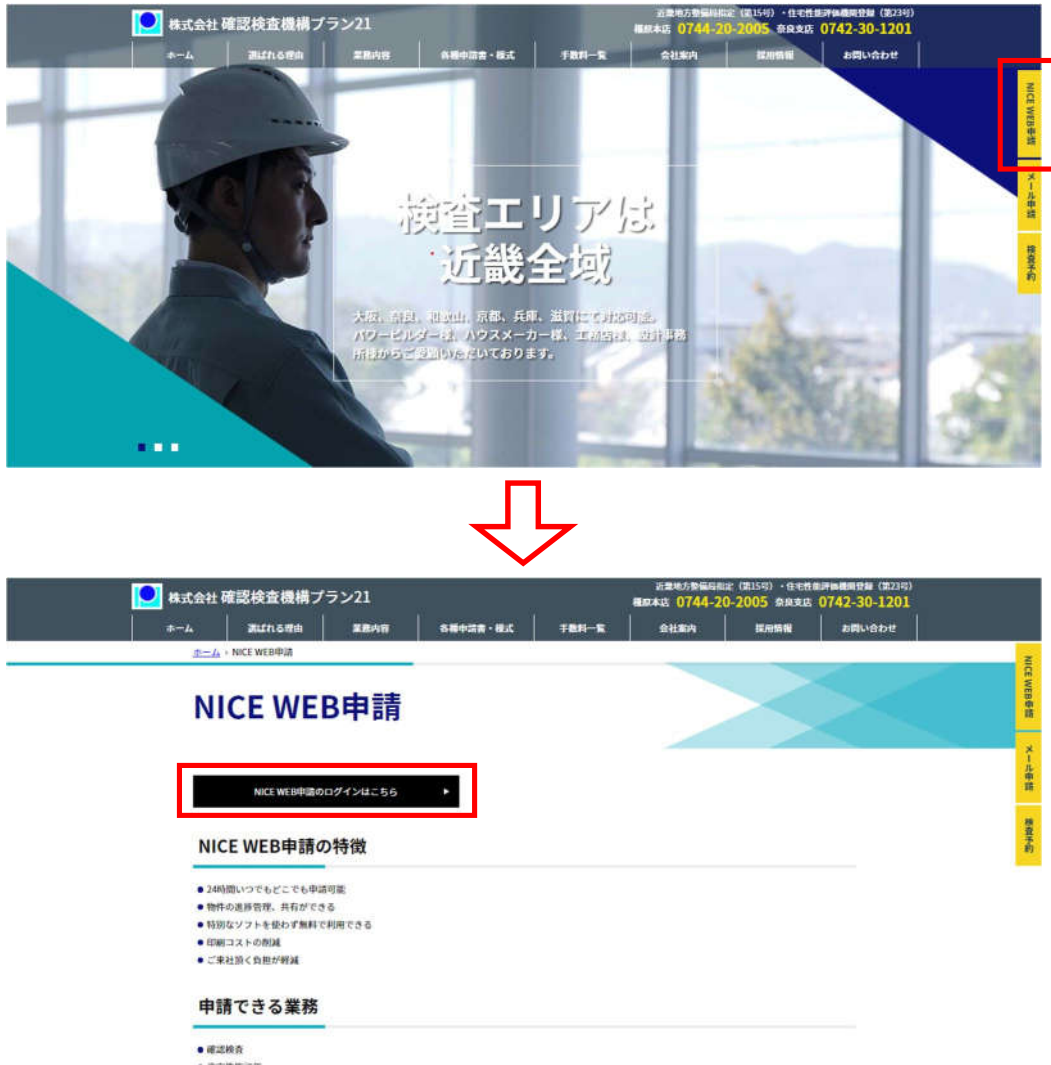 株式会社 確認検査機構プラン21
近畿地方整備局指定（第15号）・住宅性能評価機関登録（第23号）
橿原本店 0744-20-2005 奈良支店 0742-30-1201
ホーム 選ばれる理由 業務内容 各種申請書・様式 手数料一覧 会社案内 採用情報 お問い合わせ
NICE WEB申請
メール申請
検査予約
検査エリアは
近畿全域
大阪、奈良、和歌山、京都、兵庫、滋賀にて対応可能。
パワービルダー様、ハウスメーカー様、工務店様、設計事務
所様からご愛顧いただいております。
株式会社 確認検査機構プラン21
近畿地方整備局指定（第15号）・住宅性能評価機関登録（第23号）
橿原本店 0744-20-2005 奈良支店 0742-30-1201
ホーム 選ばれる理由 業務内容 各種申請書・様式 手数料一覧 会社案内 採用情報 お問い合わせ
ホーム › NICE WEB申請
NICE WEB申請
メール申請
検査予約
NICE WEB申請
NICE WEB申請のログインはこちら
NICE WEB申請の特徴
● 24時間いつでもどこでも申請可能
● 物件の進捗管理、共有ができる
● 特別なソフトを使わず無料で利用できる
● 印刷コストの削減
● ご来社頂く負担が軽減
申請できる業務
● 確認検査